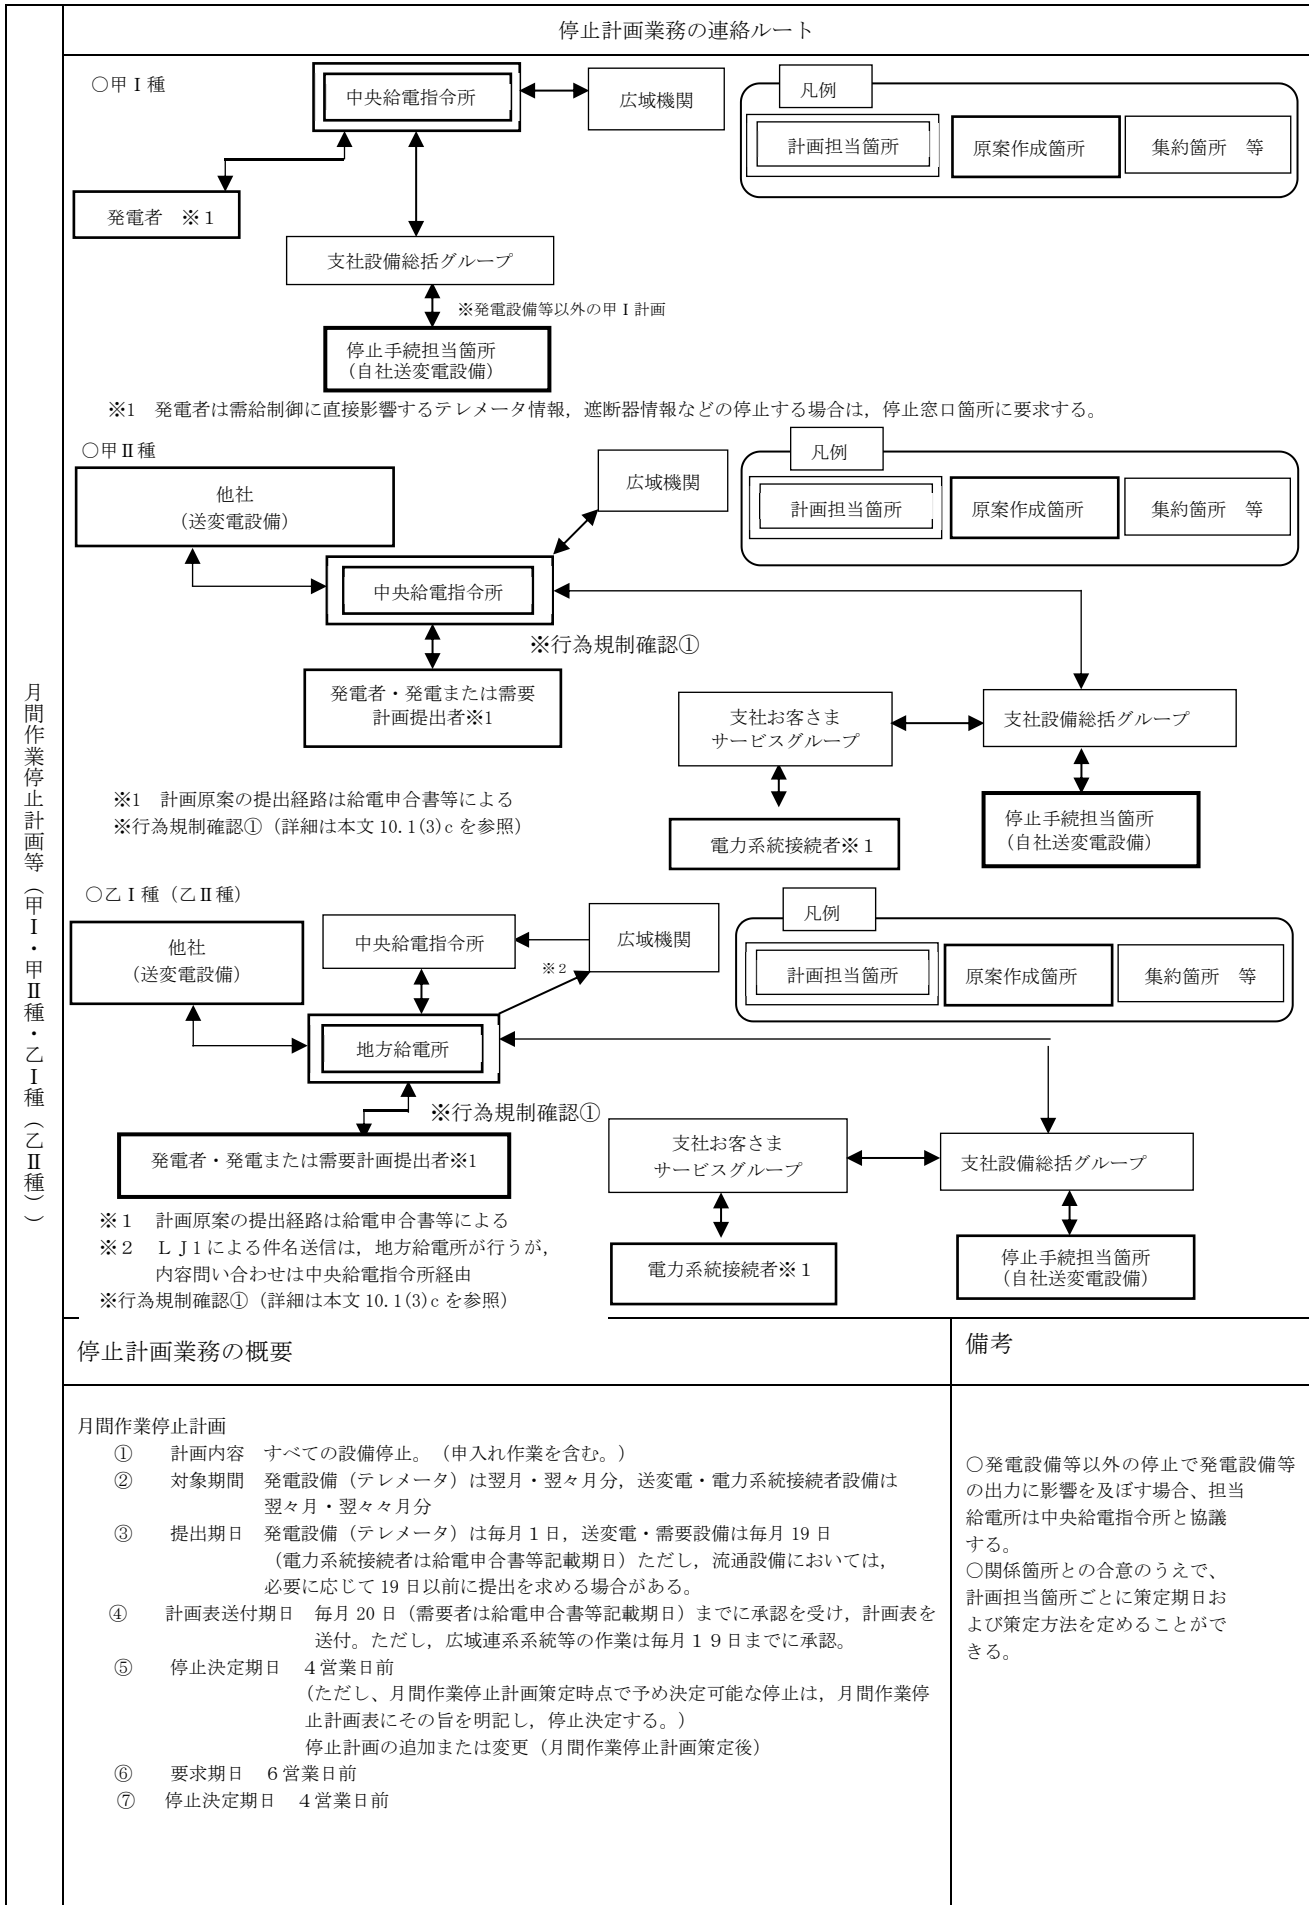 停止計画業務の連絡ルート
月間作業停止計画等（甲Ⅰ・甲Ⅱ種・乙Ⅰ種（乙Ⅱ種））
○甲Ⅰ種
中央給電指令所
広域機関
凡例
計画担当箇所
原案作成箇所
集約箇所　等
発電者　※１
支社設備総括グループ
※発電設備等以外の甲Ⅰ計画
停止手続担当箇所
（自社送変電設備）
※1　発電者は需給制御に直接影響するテレメータ情報，遮断器情報などの停止する場合は，停止窓口箇所に要求する。
○甲Ⅱ種
他社
（送変電設備）
広域機関
凡例
計画担当箇所
原案作成箇所
集約箇所　等
中央給電指令所
※行為規制確認①
発電者・発電または需要
計画提出者※1
支社お客さま
サービスグループ
支社設備総括グループ
※1　計画原案の提出経路は給電申合書等による
※行為規制確認①（詳細は本文 10.1(3)c を参照）
電力系統接続者※１
停止手続担当箇所
（自社送変電設備）
○乙Ⅰ種（乙Ⅱ種）
他社
（送変電設備）
中央給電指令所
広域機関
※２
凡例
計画担当箇所
原案作成箇所
集約箇所　等
地方給電所
※行為規制確認①
発電者・発電または需要計画提出者※1
支社お客さま
サービスグループ
支社設備総括グループ
※１　計画原案の提出経路は給電申合書等による
※２　ＬＪ1による件名送信は，地方給電所が行うが，
内容問い合わせは中央給電指令所経由
※行為規制確認①（詳細は本文 10.1(3)c を参照）
電力系統接続者※１
停止手続担当箇所
（自社送変電設備）
停止計画業務の概要
備考
月間作業停止計画
①　計画内容　すべての設備停止。（申入れ作業を含む。）
②　対象期間　発電設備（テレメータ）は翌月・翌々月分，送変電・電力系統接続者設備は
翌々月・翌々々月分
③　提出期日　発電設備（テレメータ）は毎月１日，送変電・需要設備は毎月 19 日
（電力系統接続者は給電申合書等記載期日）ただし，流通設備においては，
必要に応じて 19 日以前に提出を求める場合がある。
④　計画表送付期日　毎月 20 日（需要者は給電申合書等記載期日）までに承認を受け，計画表を
送付。ただし，広域連系系統等の作業は毎月１９日までに承認。
⑤　停止決定期日　４営業日前
（ただし、月間作業停止計画策定時点で予め決定可能な停止は，月間作業停
止計画表にその旨を明記し，停止決定する。）
停止計画の追加または変更（月間作業停止計画策定後）
⑥　要求期日　６営業日前
⑦　停止決定期日　４営業日前
○発電設備等以外の停止で発電設備等
の出力に影響を及ぼす場合、担当
給電所は中央給電指令所と協議
する。
○関係箇所との合意のうえで、
計画担当箇所ごとに策定期日お
よび策定方法を定めることがで
きる。